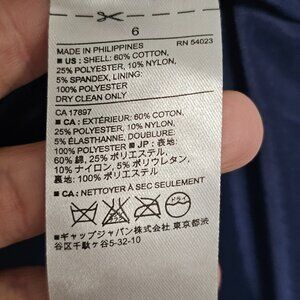 6
MADE IN PHILIPPINES RN 54023
■ US : SHELL: 60% COTTON,
25% POLYESTER, 10% NYLON,
5% SPANDEX, LINING:
100% POLYESTER
DRY CLEAN ONLY
CA 17897
■ CA : EXTÉRIEUR: 60% COTON,
25% POLYESTER, 10% NYLON,
5% ÉLASTHANNE, DOUBLURE:
100% POLYESTER ■ JP : 表地:
60% 綿, 25% ポリエステル,
10% ナイロン, 5% ポリウレタン,
裏地: 100% ポリエステル
■ CA : NETTOYER À SEC SEULEMENT
ドライ
■ ギャップジャパン株式会社 東京都渋
谷区千駄ヶ谷5-32-10